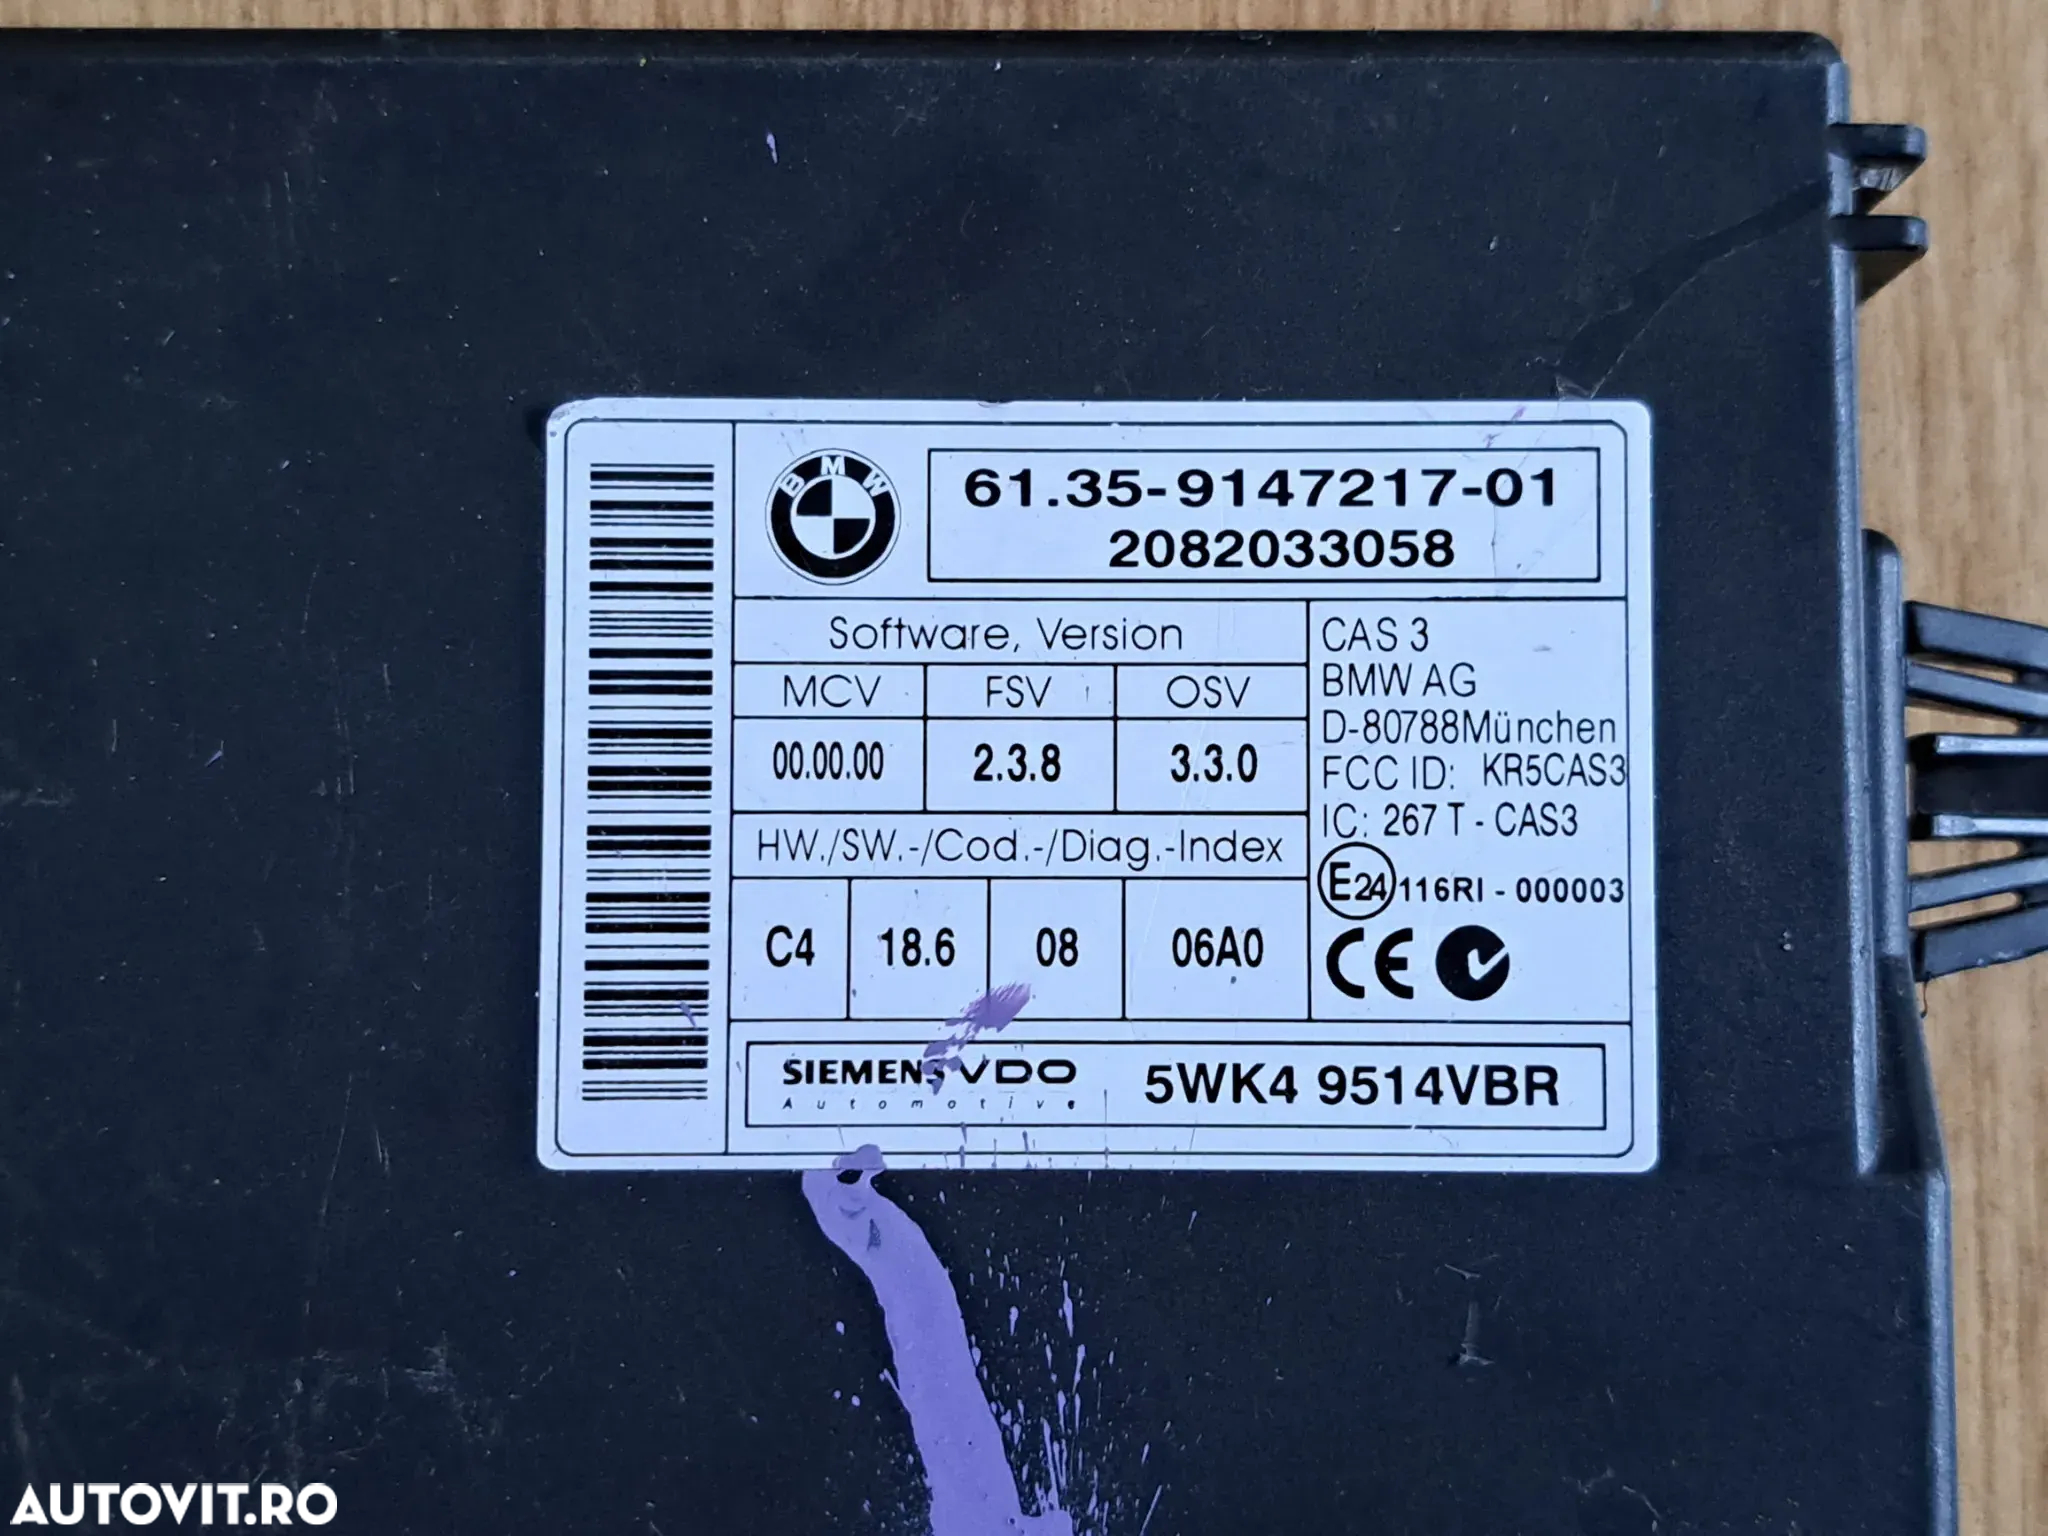 BMW
61.35-9147217-01
2082033058
Software, Version
MCV FSV OSV
00.00.00 2.3.8 3.3.0
HW./SW.-/Cod.-/Diag.-Index
C4 18.6 08 06A0
CAS 3
BMW AG
D-80788München
FCC ID: KR5CAS3
IC: 267 T - CAS3
E24 116RI - 000003
CE
SIEMENS VDO
Automotive
5WK4 9514VBR
AUTOVIT.RO